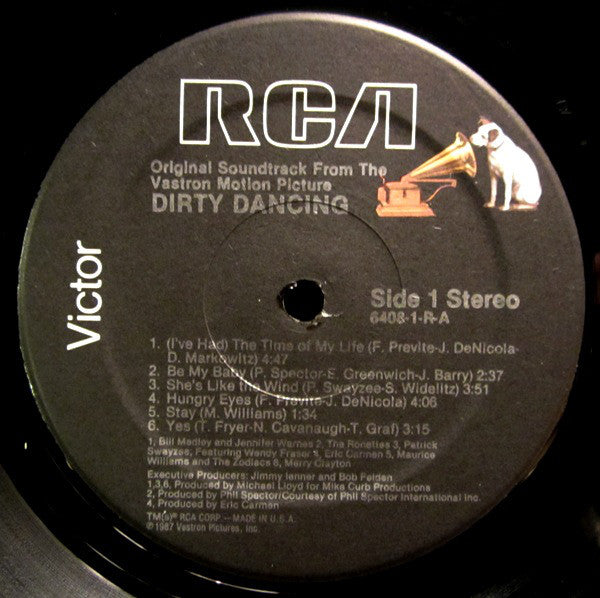 RCA
Original Soundtrack From The
Vestron Motion Picture
DIRTY DANCING
Victor
Side 1 Stereo
6408-1-R-A
1. (I've Had) The Time of My Life (F. Previte-J. DeNicola-
D. Markowitz) 4:47
2. Be My Baby (P. Spector-E. Greenwich-J. Barry) 2:37
3. She's Like the Wind (P. Swayzee-S. Widelitz) 3:51
4. Hungry Eyes (F. Previte-J. DeNicola) 4:06
5. Stay (M. Williams) 1:34
6. Yes (T. Fryer-N. Cavanaugh-T. Graf) 3:15
1, Bill Medley and Jennifer Warnes 2, The Ronettes 3, Patrick
Swayzee, Featuring Wendy Fraser 4, Eric Carmen 5, Maurice
Williams and The Zodiacs 6, Merry Clayton
Executive Producers: Jimmy Ienner and Bob Feiden
1,3,6, Produced by Michael Lloyd for Mike Curb Productions
2, Produced by Phil Spector/Courtesy of Phil Spector International Inc.
4, Produced by Eric Carmen
TM(s)® RCA CORP.—MADE IN U.S.A.
©1987 Vestron Pictures, Inc.